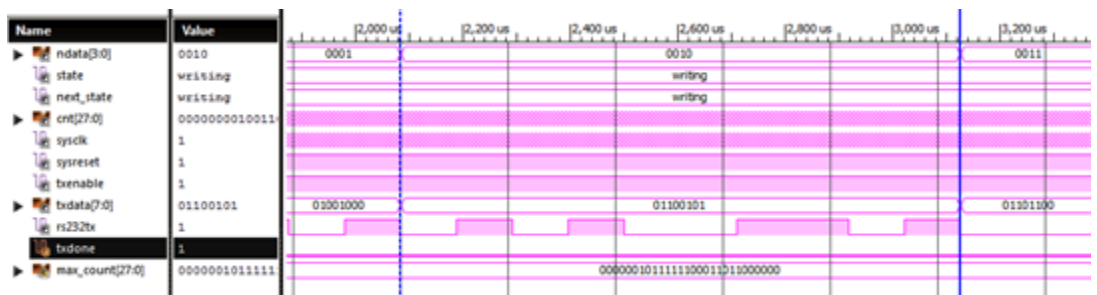 Name Value 2,000 us 2,200 us 2,400 us 2,600 us 2,800 us 3,000 us 3,200 us
ndata[3:0] 0010 0001 0010 0011
state writing writing
next_state writing writing
cnt[27:0] 0000000010011
sysclk 1
sysreset 1
txenable 1
txdata[7:0] 01100101 01001000 01100101 01101100
rs232tx 1
txdone 1
max_count[27:0] 0000001011111 0000001011111100011011000000